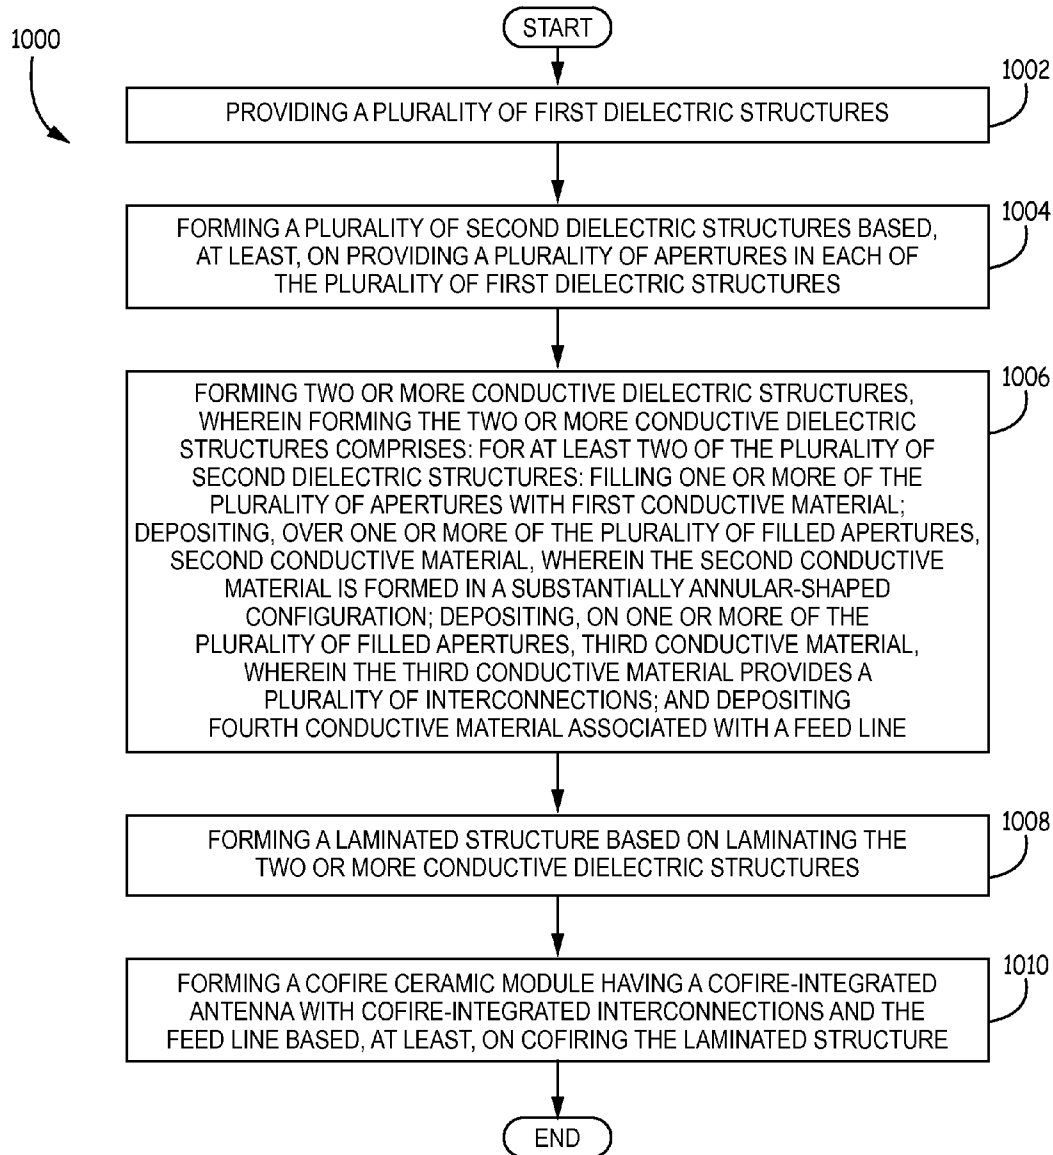 1000
START
1002
PROVIDING A PLURALITY OF FIRST DIELECTRIC STRUCTURES
1004
FORMING A PLURALITY OF SECOND DIELECTRIC STRUCTURES BASED,
AT LEAST, ON PROVIDING A PLURALITY OF APERTURES IN EACH OF
THE PLURALITY OF FIRST DIELECTRIC STRUCTURES
1006
FORMING TWO OR MORE CONDUCTIVE DIELECTRIC STRUCTURES,
WHEREIN FORMING THE TWO OR MORE CONDUCTIVE DIELECTRIC
STRUCTURES COMPRISES: FOR AT LEAST TWO OF THE PLURALITY OF
SECOND DIELECTRIC STRUCTURES: FILLING ONE OR MORE OF THE
PLURALITY OF APERTURES WITH FIRST CONDUCTIVE MATERIAL;
DEPOSITING, OVER ONE OR MORE OF THE PLURALITY OF FILLED APERTURES,
SECOND CONDUCTIVE MATERIAL, WHEREIN THE SECOND CONDUCTIVE
MATERIAL IS FORMED IN A SUBSTANTIALLY ANNULAR-SHAPED
CONFIGURATION; DEPOSITING, ON ONE OR MORE OF THE
PLURALITY OF FILLED APERTURES, THIRD CONDUCTIVE MATERIAL,
WHEREIN THE THIRD CONDUCTIVE MATERIAL PROVIDES A
PLURALITY OF INTERCONNECTIONS; AND DEPOSITING
FOURTH CONDUCTIVE MATERIAL ASSOCIATED WITH A FEED LINE
1008
FORMING A LAMINATED STRUCTURE BASED ON LAMINATING THE
TWO OR MORE CONDUCTIVE DIELECTRIC STRUCTURES
1010
FORMING A COFIRE CERAMIC MODULE HAVING A COFIRE-INTEGRATED
ANTENNA WITH COFIRE-INTEGRATED INTERCONNECTIONS AND THE
FEED LINE BASED, AT LEAST, ON COFIRING THE LAMINATED STRUCTURE
END